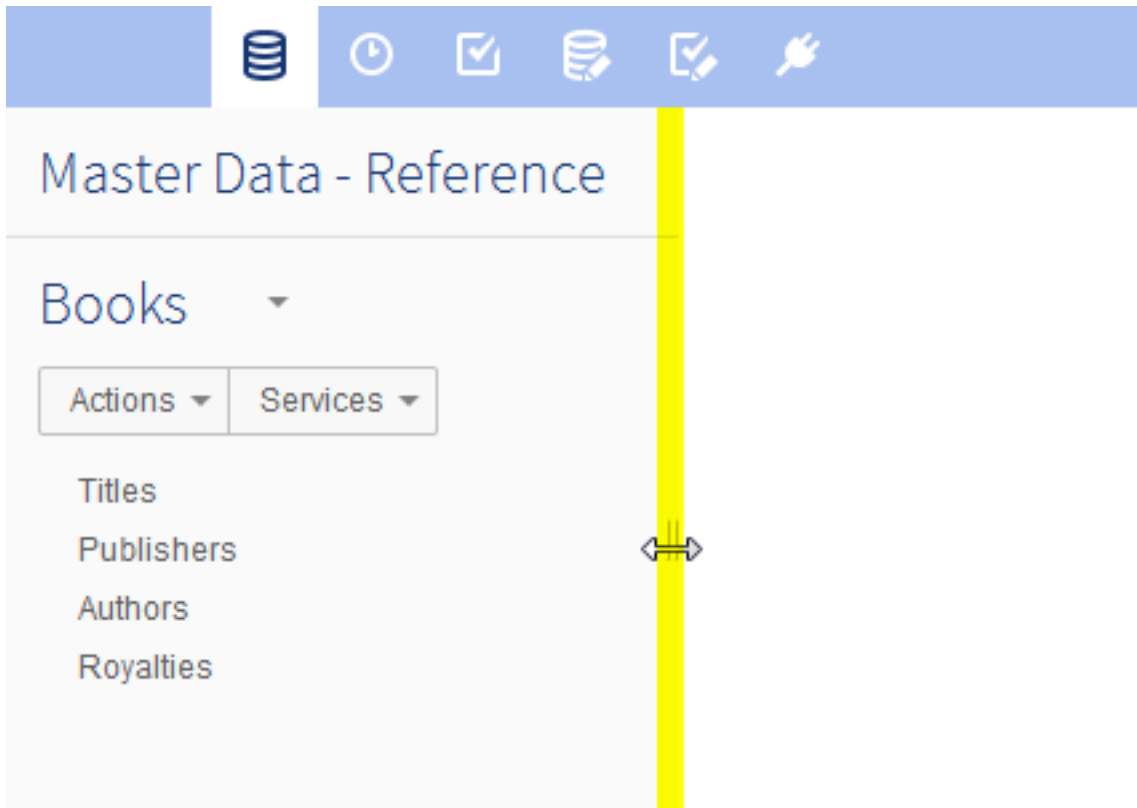 Master Data - Reference
Books
Actions Services
Titles
Publishers
Authors
Royalties